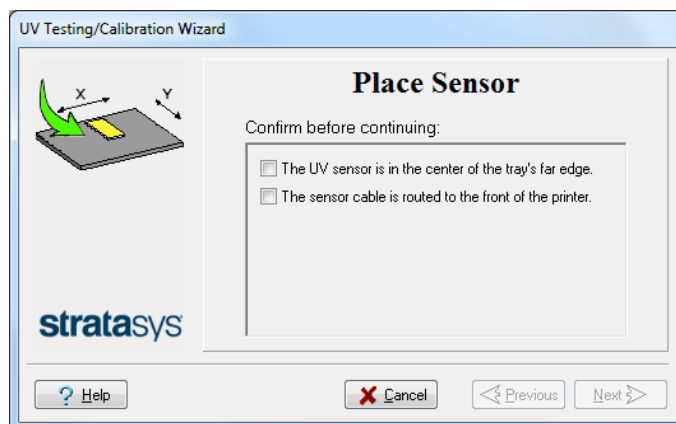 UV Testing/Calibration Wizard
X
Y
Place Sensor
Confirm before continuing:
The UV sensor is in the center of the tray's far edge.
The sensor cable is routed to the front of the printer.
stratasys
? Help
Cancel
Previous
Next